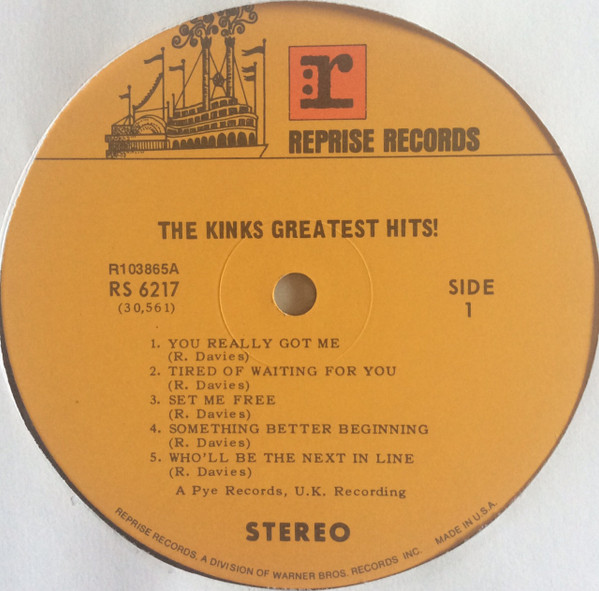 r
REPRISE RECORDS
THE KINKS GREATEST HITS!
R103865A
RS 6217
(30,561)
SIDE
1
1. YOU REALLY GOT ME
(R. Davies)
2. TIRED OF WAITING FOR YOU
(R. Davies)
3. SET ME FREE
(R. Davies)
4. SOMETHING BETTER BEGINNING
(R. Davies)
5. WHO'LL BE THE NEXT IN LINE
(R. Davies)
A Pye Records, U.K. Recording
STEREO
REPRISE RECORDS, A DIVISION OF WARNER BROS. RECORDS INC. MADE IN U.S.A.